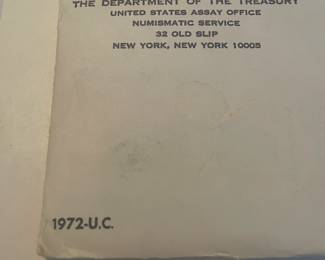 THE DEPARTMENT OF THE TREASURY
UNITED STATES ASSAY OFFICE
NUMISMATIC SERVICE
32 OLD SLIP
NEW YORK, NEW YORK 10005
1972-U.C.